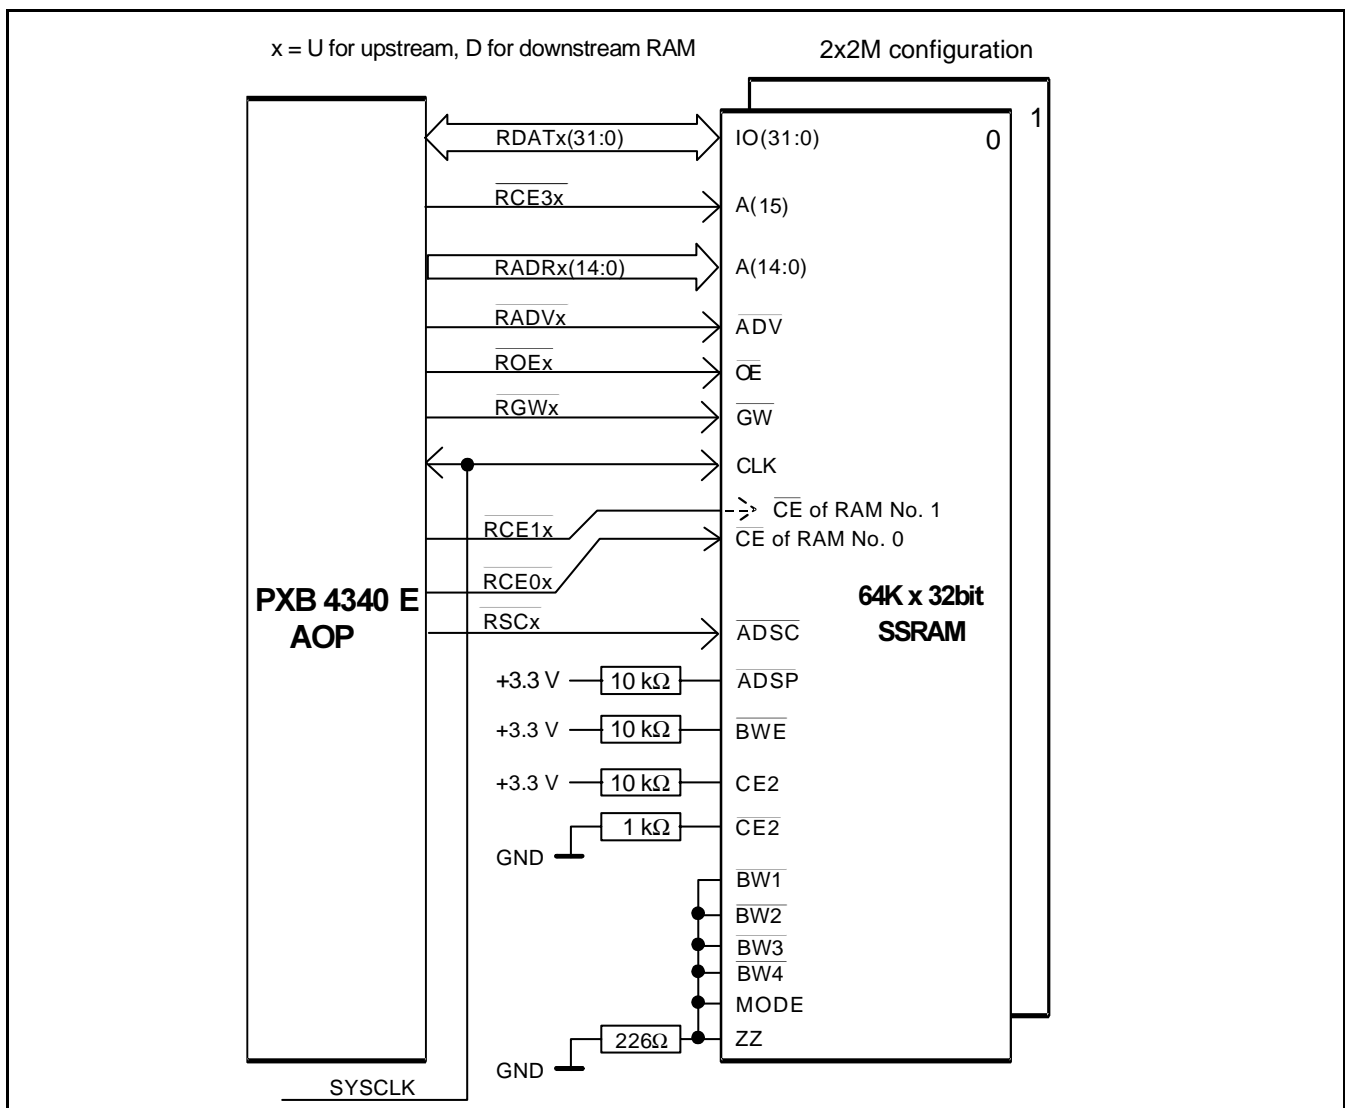 x = U for upstream, D for downstream RAM
2x2M configuration
1
0
RDATx(31:0)
IO(31:0)
RCE3x
A(15)
RADRx(14:0)
A(14:0)
RADVx
ADV
ROEx
OE
RGWx
GW
CLK
CE of RAM No. 1
RCE1x
CE of RAM No. 0
RCE0x
PXB 4340 E
AOP
64K x 32bit
SSRAM
RSCx
ADSC
+3.3 V
10 kΩ
ADSP
+3.3 V
10 kΩ
BWE
+3.3 V
10 kΩ
CE2
1 kΩ
CE2
GND
BW1
BW2
BW3
BW4
MODE
226Ω
ZZ
GND
SYSCLK